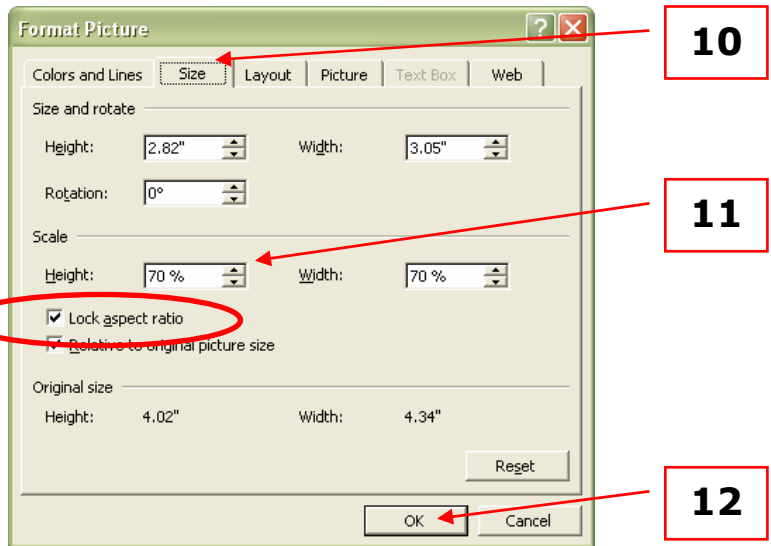 Format Picture
10
Colors and Lines Size Layout Picture Text Box Web
Size and rotate
Height: 2.82" Width: 3.05"
Rotation: 0°
11
Scale
Height: 70 % Width: 70 %
Lock aspect ratio
Relative to original picture size
Original size
Height: 4.02" Width: 4.34"
Reset
12
OK Cancel